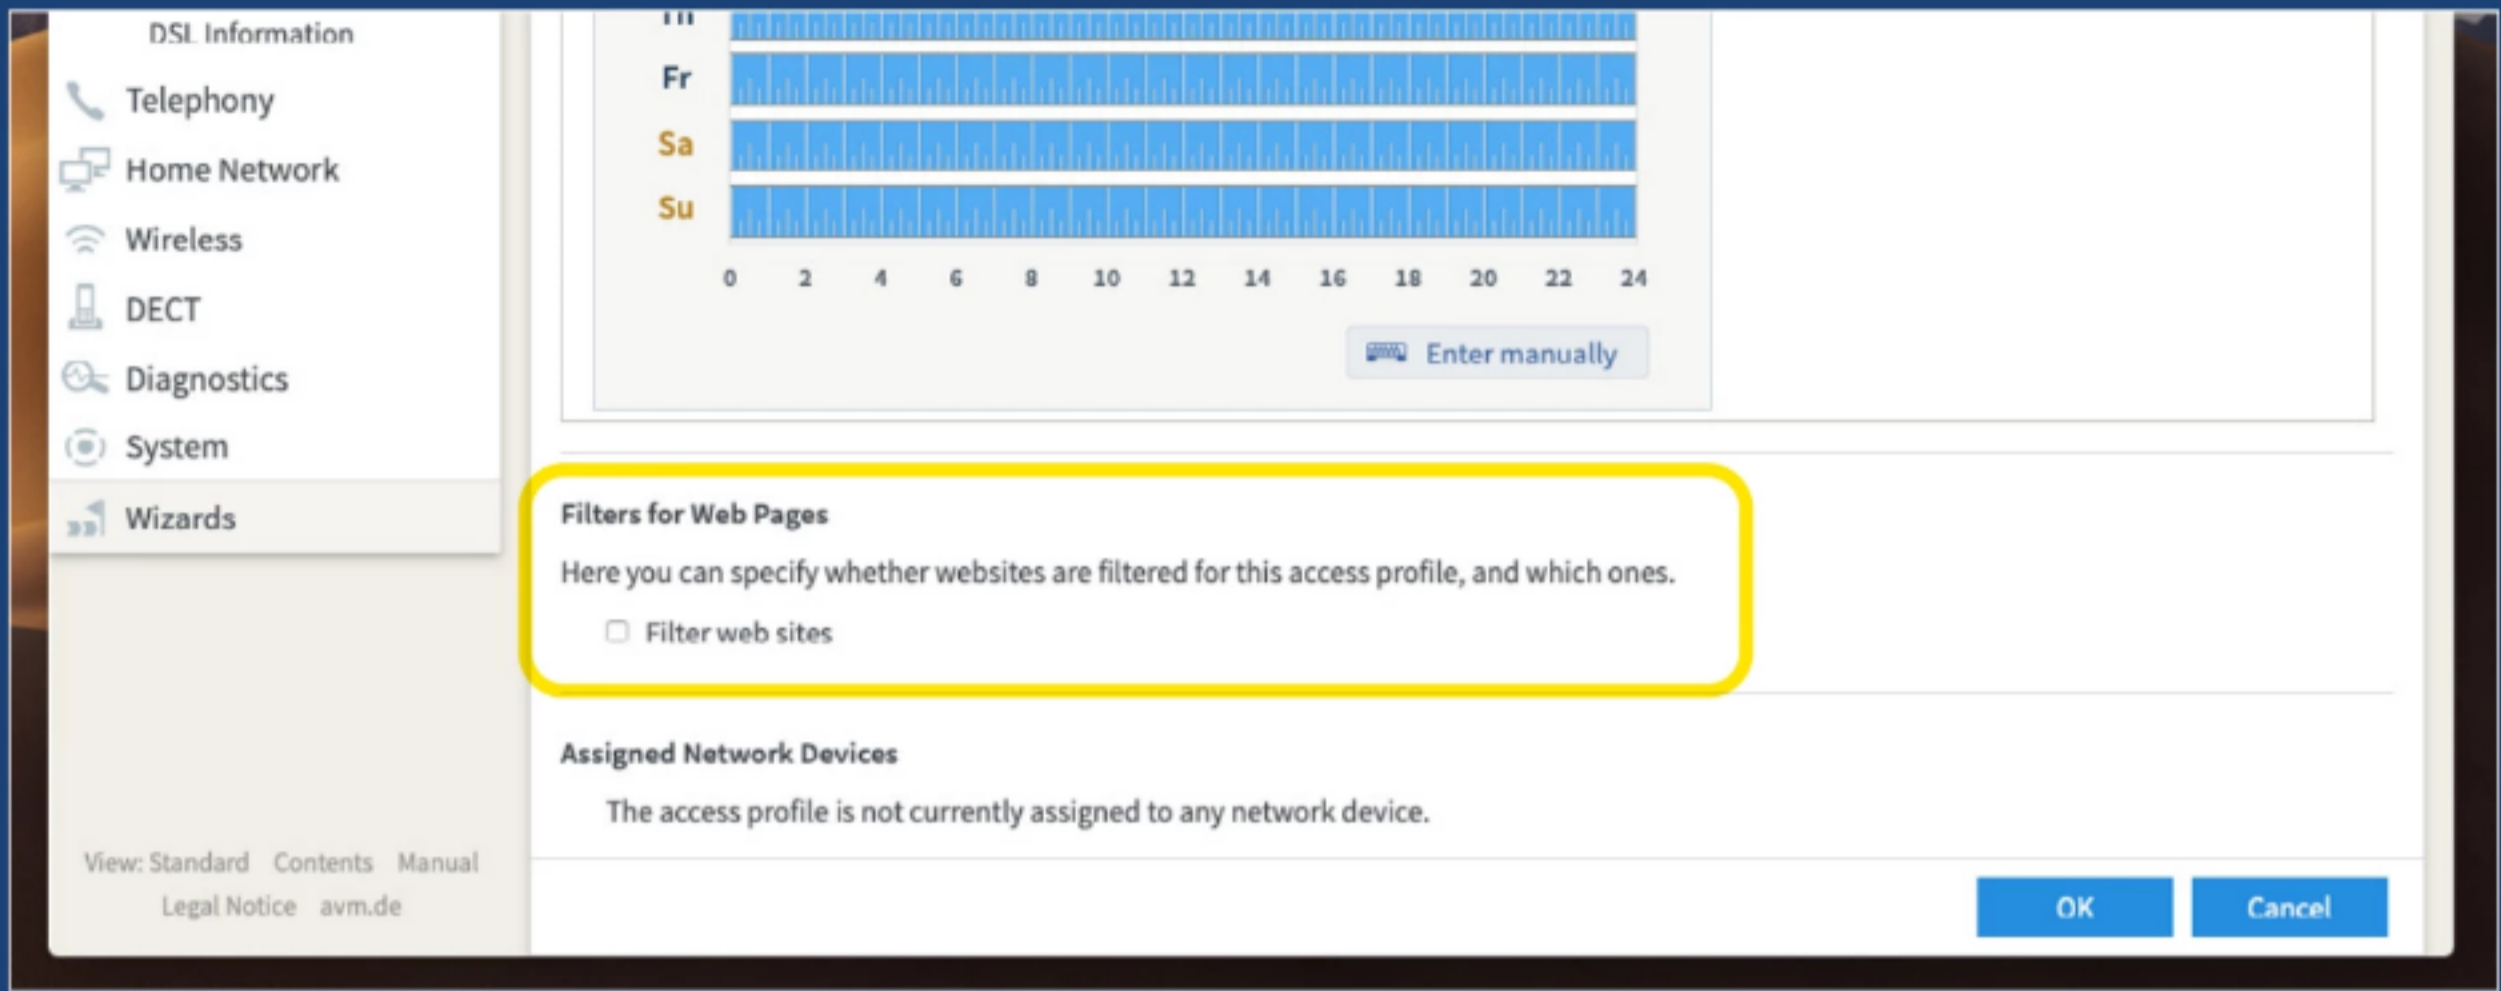 DSL Information
Telephony
Home Network
Wireless
DECT
Diagnostics
System
Wizards
View: Standard Contents Manual
Legal Notice avm.de
Fr
Sa
Su
0 2 4 6 8 10 12 14 16 18 20 22 24
Enter manually
Filters for Web Pages
Here you can specify whether websites are filtered for this access profile, and which ones.
Filter web sites
Assigned Network Devices
The access profile is not currently assigned to any network device.
OK Cancel